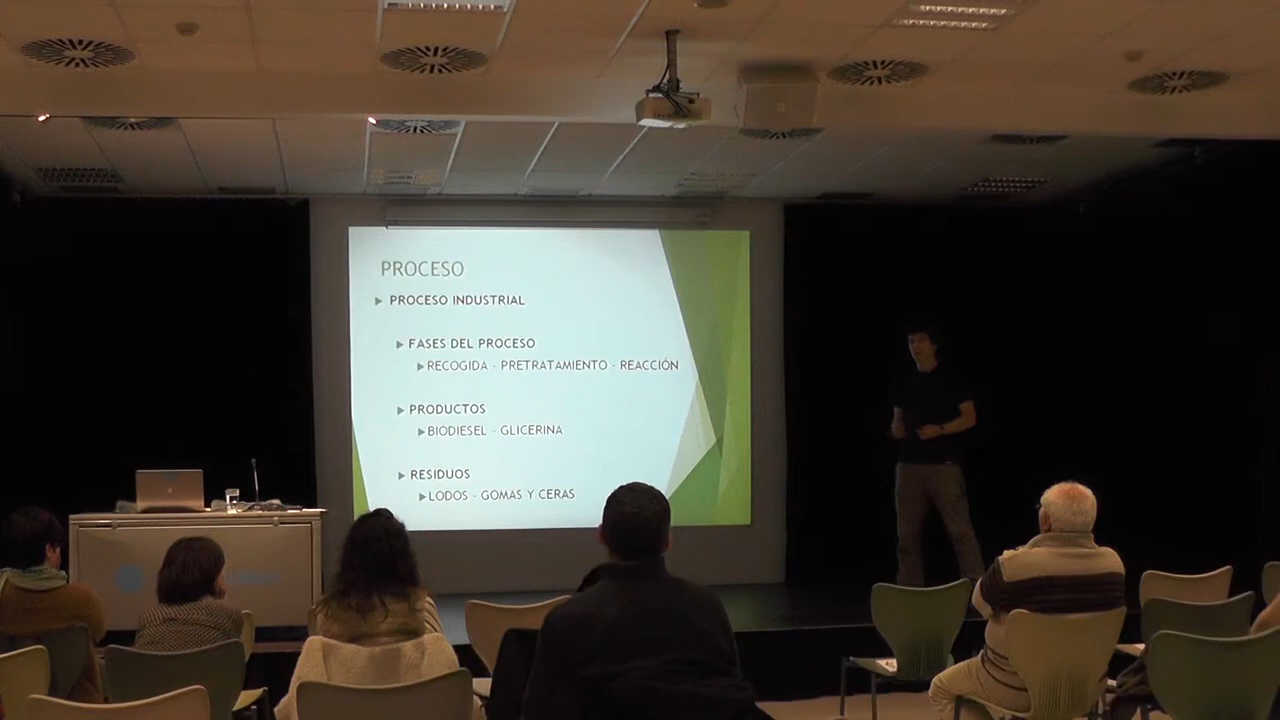 PROCESO
PROCESO INDUSTRIAL
FASES DEL PROCESO
RECOGIDA - PRETRATAMIENTO - REACCIÓN
PRODUCTOS
BIODIESEL - GLICERINA
RESIDUOS
LODOS - GOMAS Y CERAS